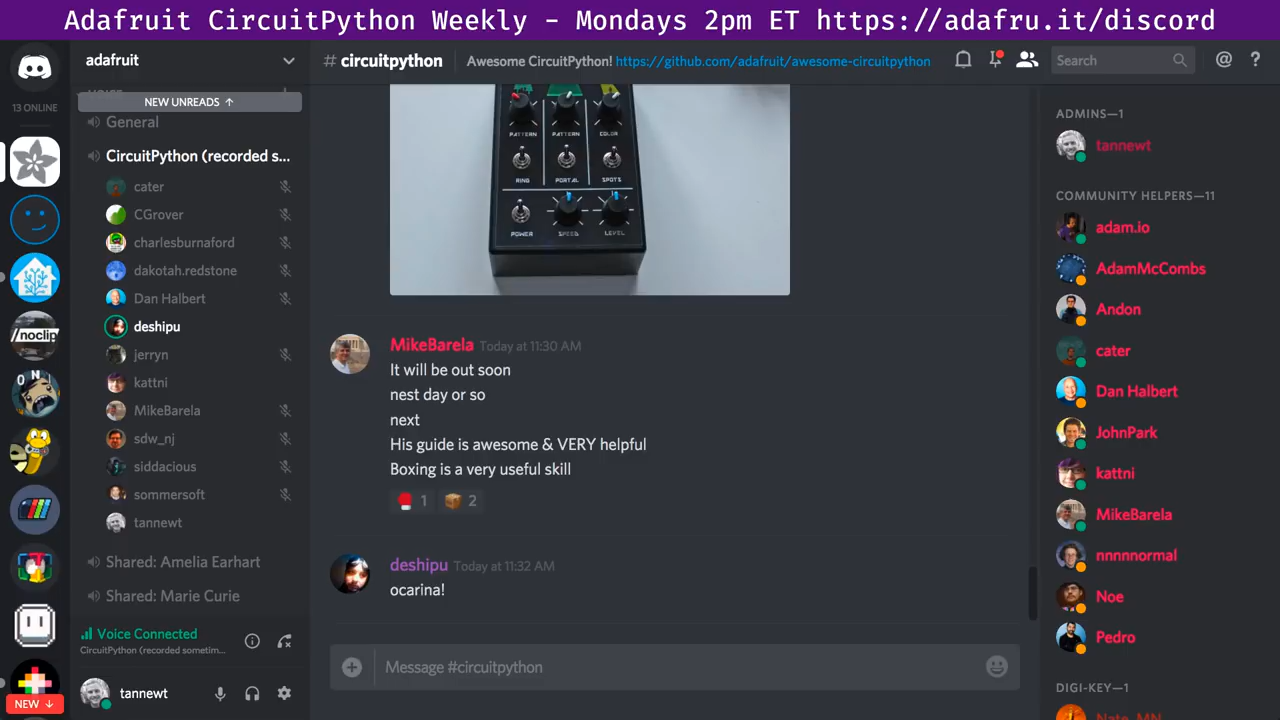 Adafruit CircuitPython Weekly - Mondays 2pm ET https://adafru.it/discord
13 ONLINE
/noclip
NEW ↓
adafruit
NEW UNREADS ↑
General
CircuitPython (recorded s...
cater
CGrover
charlesburnaford
dakotah.redstone
Dan Halbert
deshipu
jerryn
kattni
MikeBarela
sdw_nj
siddacious
sommersoft
tannewt
Shared: Amelia Earhart
Shared: Marie Curie
Voice Connected
CircuitPython (recorded sometim...
tannewt
# circuitpython
Awesome CircuitPython! https://github.com/adafruit/awesome-circuitpython
Search
PATTERN PATTERN COLOR
RING PORTAL SPOTS
POWER SPEED LEVEL
MikeBarela Today at 11:30 AM
It will be out soon
nest day or so
next
His guide is awesome & VERY helpful
Boxing is a very useful skill
1 2
deshipu Today at 11:32 AM
ocarina!
Message #circuitpython
ADMINS—1
tannewt
COMMUNITY HELPERS—11
adam.io
AdamMcCombs
Andon
cater
Dan Halbert
JohnPark
kattni
MikeBarela
nnnnnormal
Noe
Pedro
DIGI-KEY—1